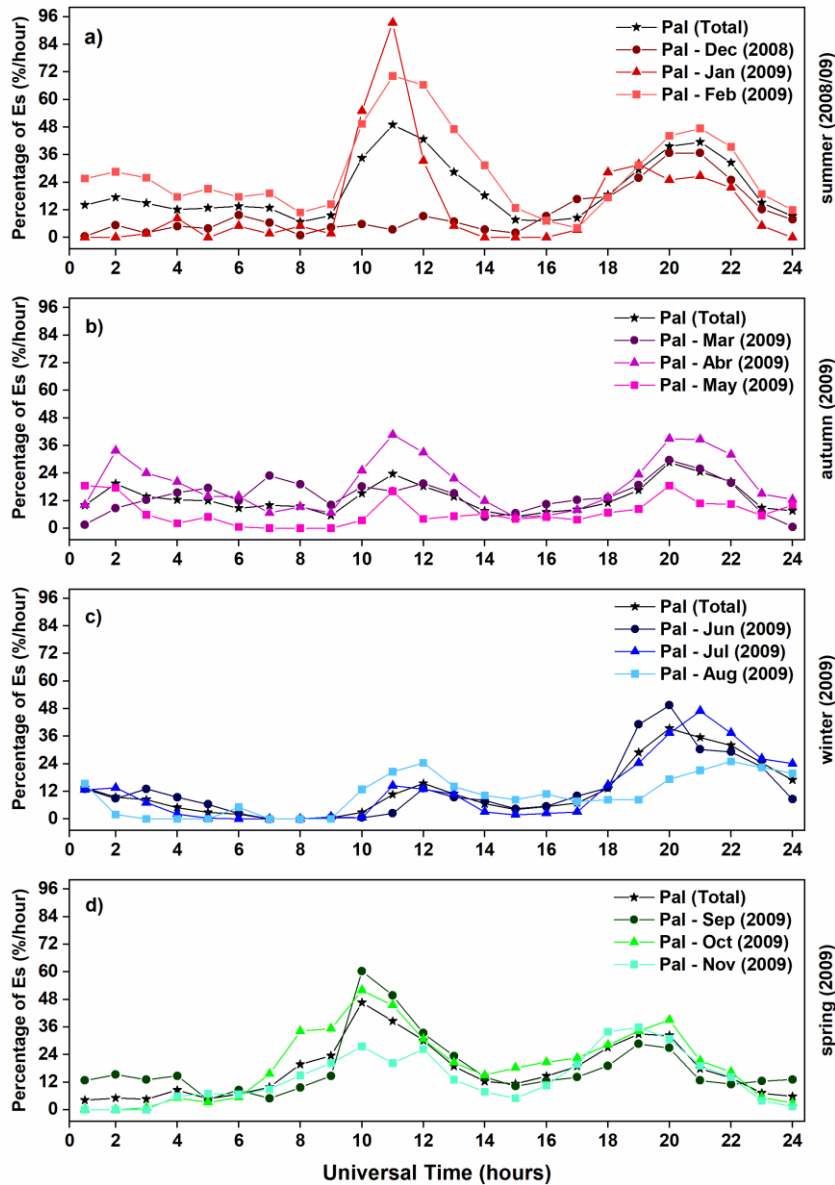 96
84
72
60
48
36
24
12
0
Percentage of Es (%/hour)
a)
Pal (Total)
Pal - Dec (2008)
Pal - Jan (2009)
Pal - Feb (2009)
summer (2008/09)
0 2 4 6 8 10 12 14 16 18 20 22 24
96
84
72
60
48
36
24
12
0
Percentage of Es (%/hour)
b)
Pal (Total)
Pal - Mar (2009)
Pal - Abr (2009)
Pal - May (2009)
autumn (2009)
0 2 4 6 8 10 12 14 16 18 20 22 24
96
84
72
60
48
36
24
12
0
Percentage of Es (%/hour)
c)
Pal (Total)
Pal - Jun (2009)
Pal - Jul (2009)
Pal - Aug (2009)
winter (2009)
0 2 4 6 8 10 12 14 16 18 20 22 24
96
84
72
60
48
36
24
12
0
Percentage of Es (%/hour)
d)
Pal (Total)
Pal - Sep (2009)
Pal - Oct (2009)
Pal - Nov (2009)
spring (2009)
0 2 4 6 8 10 12 14 16 18 20 22 24
Universal Time (hours)